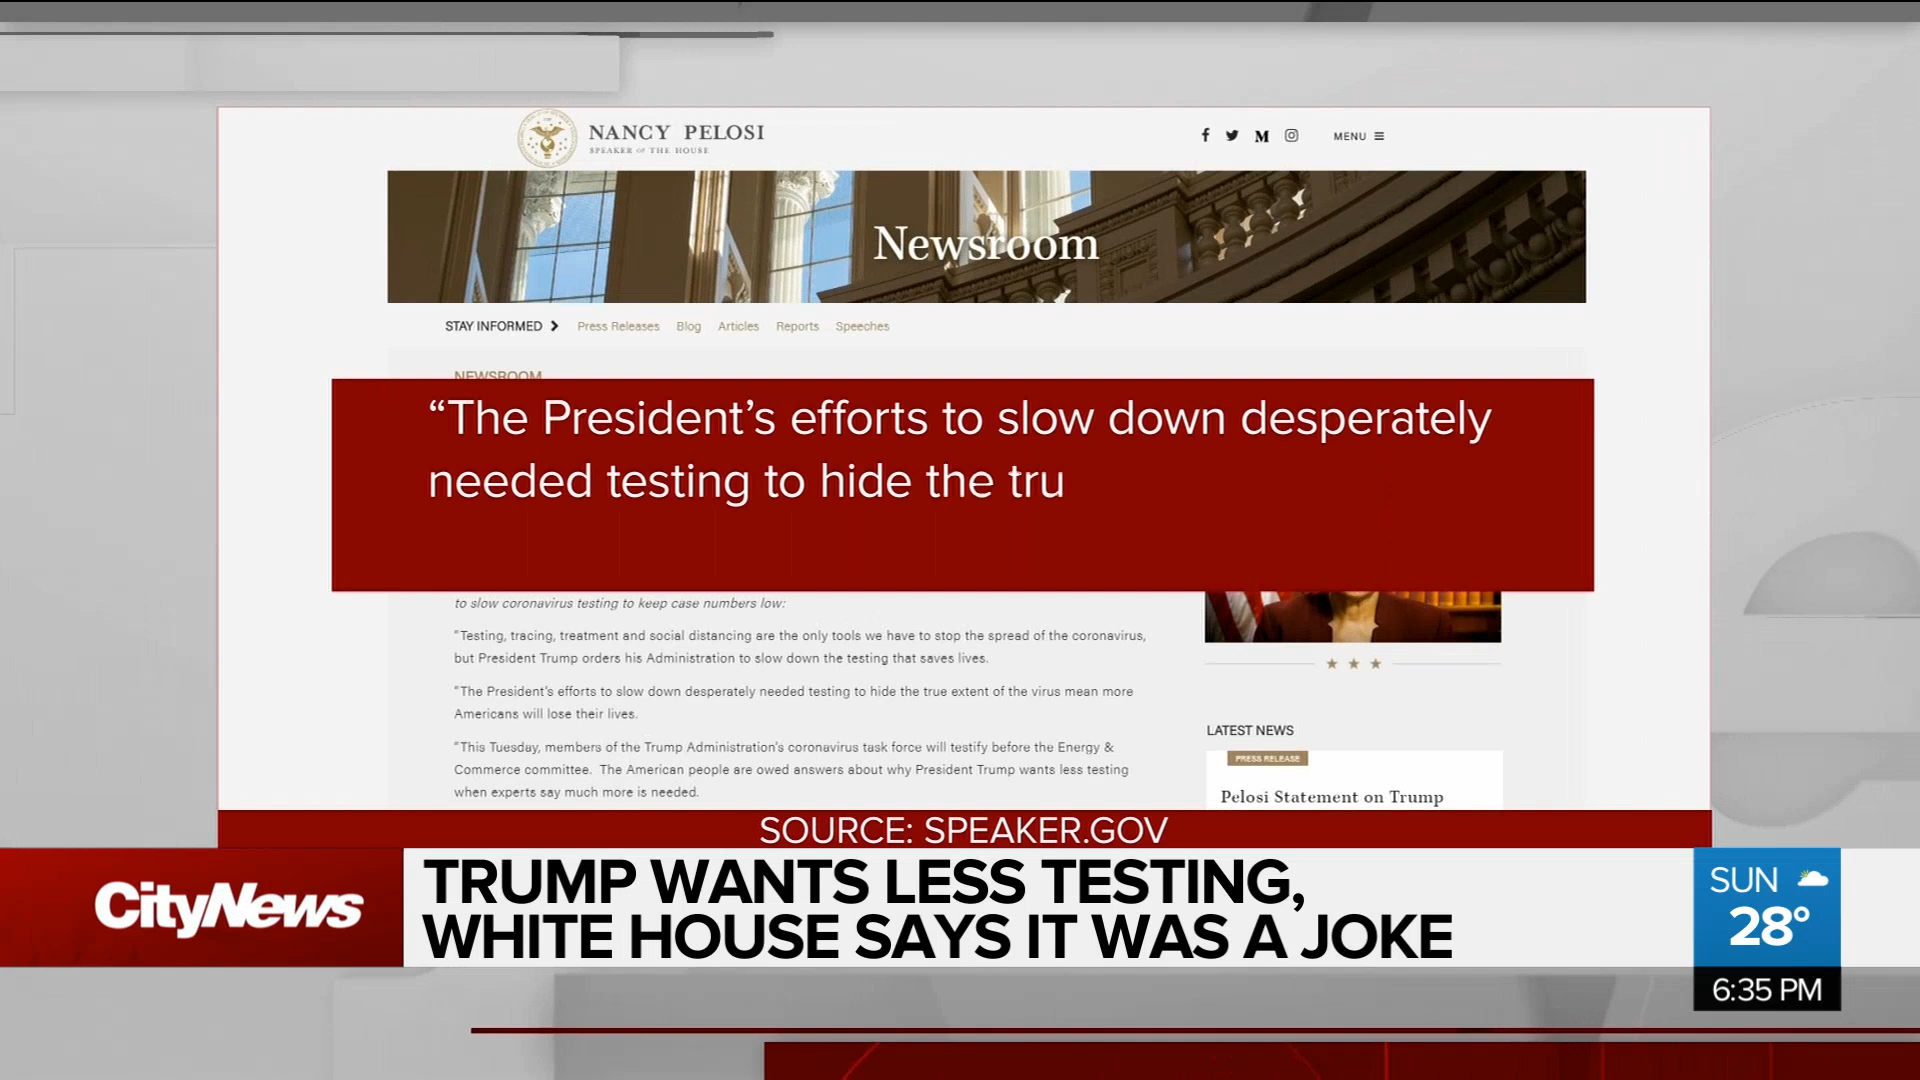 NANCY PELOSI
SPEAKER OF THE HOUSE
MENU
Newsroom
STAY INFORMED
Press Releases Blog Articles Reports Speeches
NEWSROOM
“The President’s efforts to slow down desperately
needed testing to hide the tru
to slow coronavirus testing to keep case numbers low:
“Testing, tracing, treatment and social distancing are the only tools we have to stop the spread of the coronavirus,
but President Trump orders his Administration to slow down the testing that saves lives.
“The President’s efforts to slow down desperately needed testing to hide the true extent of the virus mean more
Americans will lose their lives.
“This Tuesday, members of the Trump Administration’s coronavirus task force will testify before the Energy &
Commerce committee. The American people are owed answers about why President Trump wants less testing
when experts say much more is needed.
LATEST NEWS
PRESS RELEASE
Pelosi Statement on Trump
SOURCE: SPEAKER.GOV
CityNews
TRUMP WANTS LESS TESTING,
WHITE HOUSE SAYS IT WAS A JOKE
SUN
28°
6:35 PM